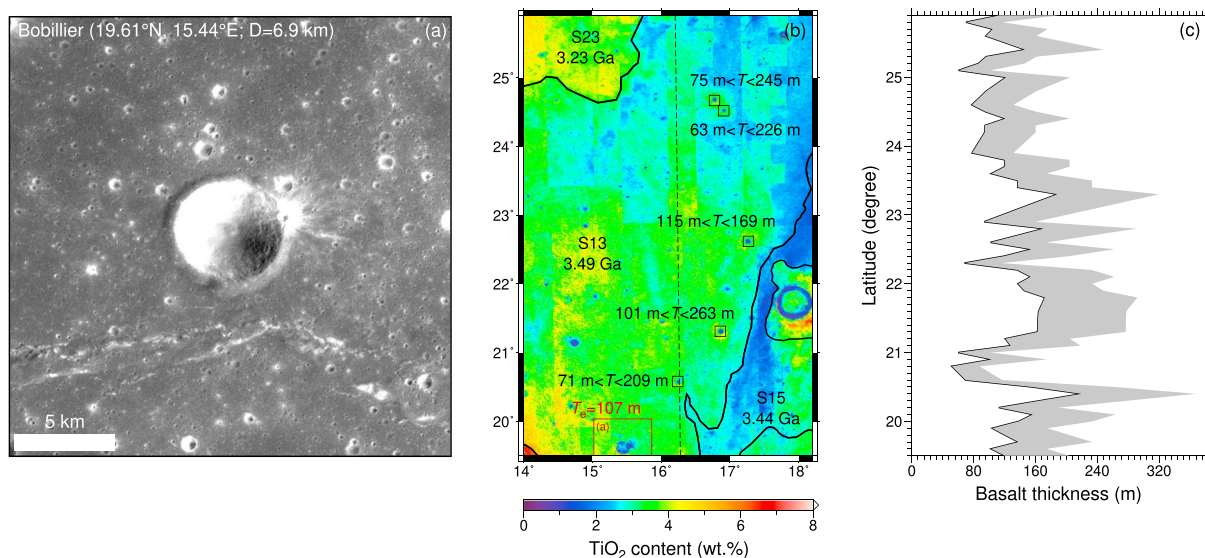 Bobillier (19.61°N, 15.44°E; D=6.9 km)
(a)
5 km
(b)
S23
3.23 Ga
75 m<T<245 m
63 m<T<226 m
115 m<T<169 m
S13
3.49 Ga
101 m<T<263 m
71 m<T<209 m
Te=107 m
(a)
S15
3.44 Ga
25°
24°
23°
22°
21°
20°
14° 15° 16° 17° 18°
0 2 4 6 8
TiO2 content (wt.%)
(c)
Latitude (degree)
25
24
23
22
21
20
0 80 160 240 320
Basalt thickness (m)